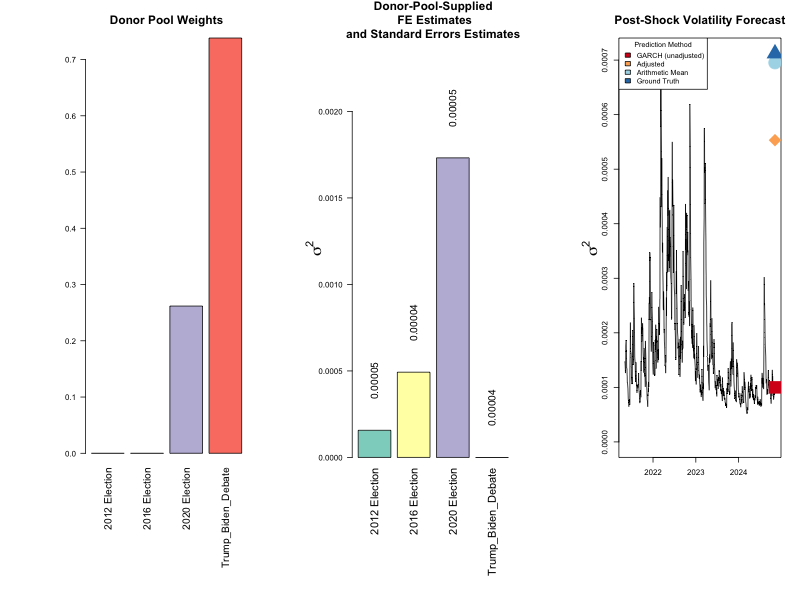 Donor Pool Weights
0.7
0.6
0.5
0.4
0.3
0.2
0.1
0.0
2012 Election
2016 Election
2020 Election
Trump_Biden_Debate
Donor-Pool-Supplied
FE Estimates
and Standard Errors Estimates
σ2
0.0020
0.0015
0.0010
0.0005
0.0000
0.00005
0.00004
0.00005
0.00004
2012 Election
2016 Election
2020 Election
Trump_Biden_Debate
Post-Shock Volatility Forecast
Prediction Method
GARCH (unadjusted)
Adjusted
Arithmetic Mean
Ground Truth
σ2
0.0007
0.0006
0.0005
0.0004
0.0003
0.0002
0.0001
0.0000
2022
2023
2024